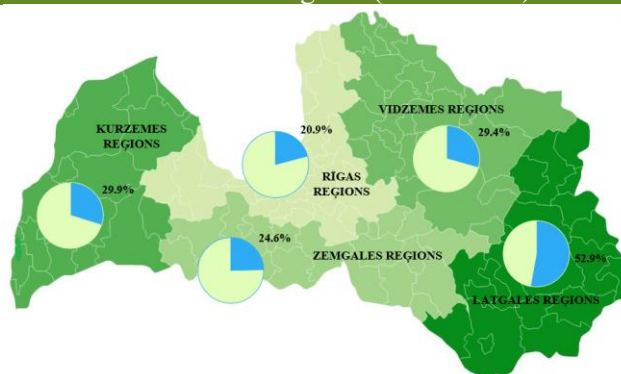 KURZEMES
REĢIONS
29.9%
20.9%
RĪGAS
REĢIONS
VIDZEMES REĢIONS
29.4%
24.6%
ZEMGALES REĢIONS
52.9%
LATGALES REĢIONS